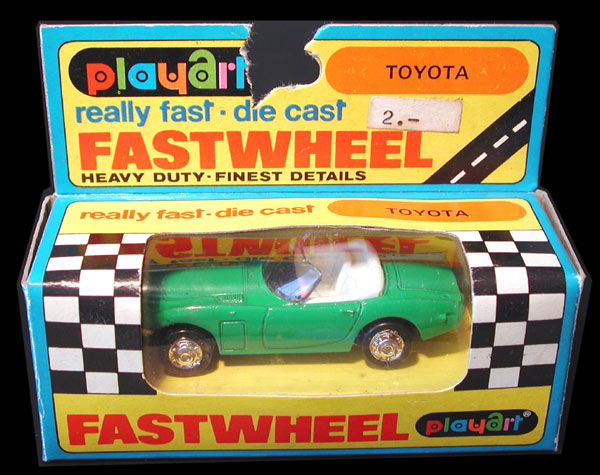 playart
TOYOTA
really fast · die cast
2.-
FASTWHEEL
HEAVY DUTY · FINEST DETAILS
really fast · die cast
TOYOTA
FASTWHEEL
playart®